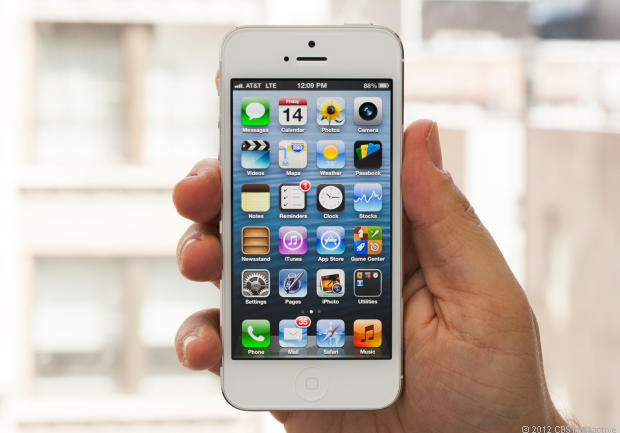 AT&T LTE 12:09 PM 88%
Friday
14
280
1
Messages Calendar Photos Camera
Videos Maps Weather Passbook
Notes Reminders Clock Stocks
Newsstand iTunes App Store Game Center
Settings Pages iPhoto Utilities
35
Phone Mail Safari Music
© 2012 CBS Interactive